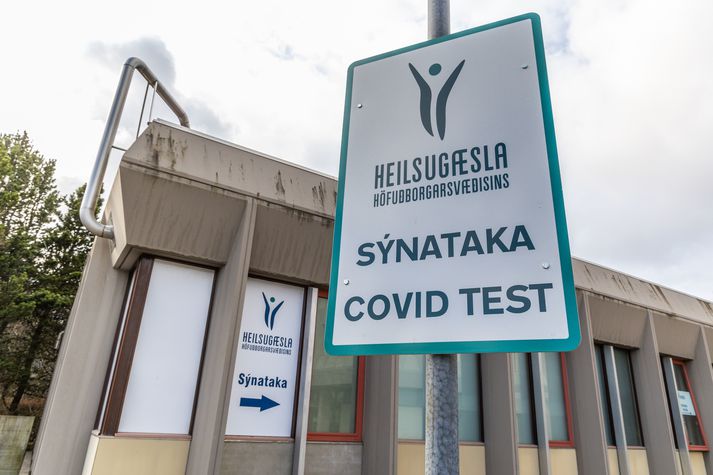 HEILSUGÆSLA
HÖFUÐBORGARSVÆÐISINS
SÝNATAKA
COVID TEST
HEILSUGÆSLA
HÖFUÐBORGARSVÆÐISINS
Sýnataka